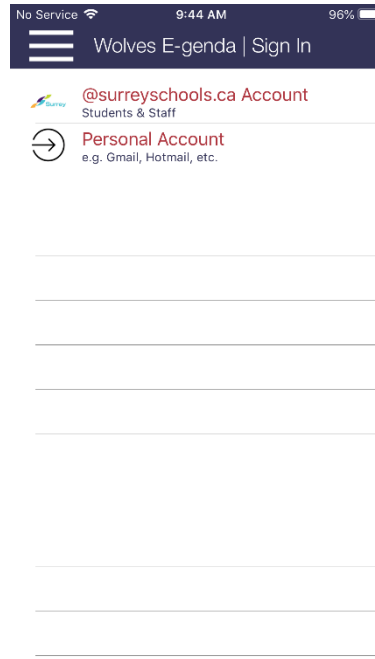 No Service 9:44 AM 96%
Wolves E-genda | Sign In
Surrey
@surreyschools.ca Account
Students & Staff
Personal Account
e.g. Gmail, Hotmail, etc.